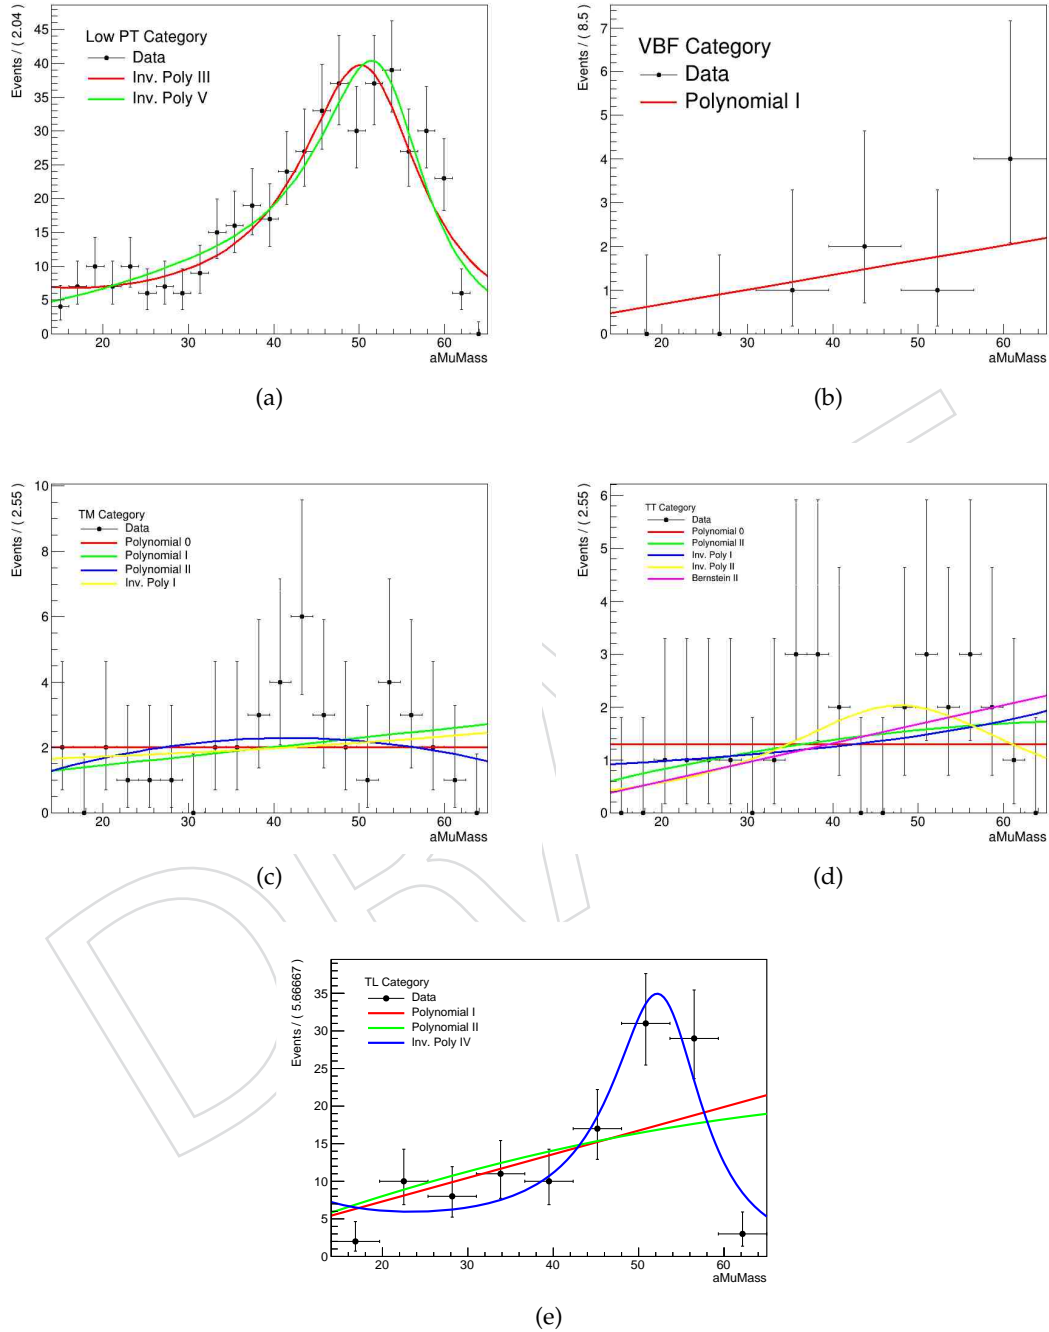 Events / ( 2.04 )
45
40
35
30
25
20
15
10
5
0
Low PT Category
Data
Inv. Poly III
Inv. Poly V
20
30
40
50
60
aMuMass
(a)
Events / ( 8.5 )
7
6
5
4
3
2
1
0
VBF Category
Data
Polynomial I
20
30
40
50
60
aMuMass
(b)
Events / ( 2.55 )
10
8
6
4
2
0
TM Category
Data
Polynomial 0
Polynomial I
Polynomial II
Inv. Poly I
20
30
40
50
60
aMuMass
(c)
Events / ( 2.55 )
6
5
4
3
2
1
0
TT Category
Data
Polynomial 0
Polynomial II
Inv. Poly I
Inv. Poly II
Bernstein II
20
30
40
50
60
aMuMass
(d)
Events / ( 5.66667 )
35
30
25
20
15
10
5
0
TL Category
Data
Polynomial I
Polynomial II
Inv. Poly IV
20
30
40
50
60
aMuMass
(e)